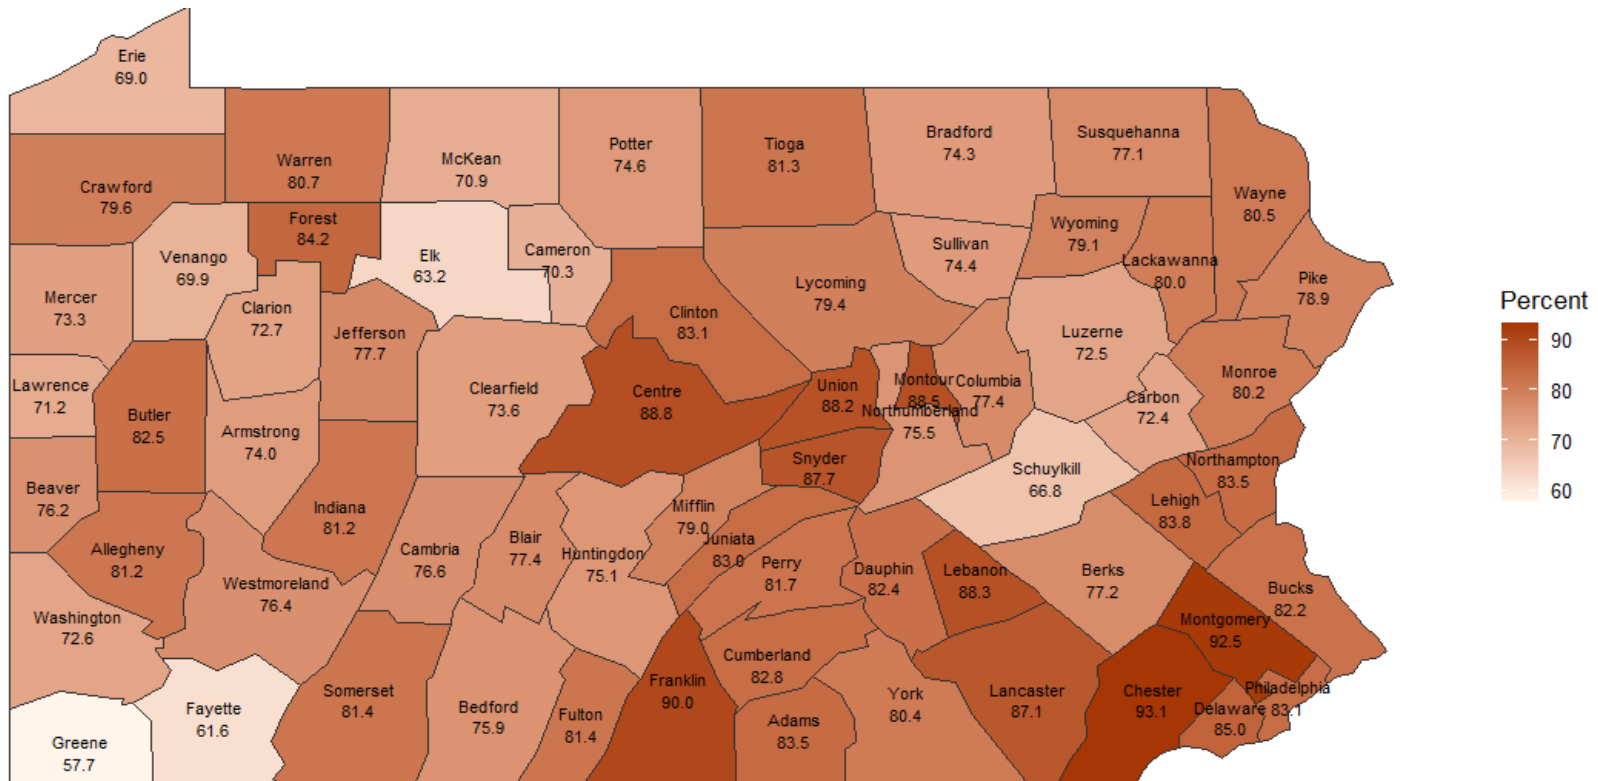 Erie
69.0
Warren
80.7
McKean
70.9
Potter
74.6
Tioga
81.3
Bradford
74.3
Susquehanna
77.1
Crawford
79.6
Forest
84.2
Wayne
80.5
Wyoming
79.1
Venango
69.9
Elk
63.2
Cameron
70.3
Sullivan
74.4
Lackawanna
80.0
Mercer
73.3
Clarion
72.7
Jefferson
77.7
Clinton
83.1
Lycoming
79.4
Pike
78.9
Luzerne
72.5
Lawrence
71.2
Butler
82.5
Clearfield
73.6
Centre
88.8
Union
88.2
Montour
88.5
Columbia
77.4
Northumberland
75.5
Carbon
72.4
Monroe
80.2
Armstrong
74.0
Beaver
76.2
Indiana
81.2
Snyder
87.7
Schuylkill
66.8
Northampton
83.5
Lehigh
83.8
Mifflin
79.0
Juniata
83.0
Allegheny
81.2
Westmoreland
76.4
Cambria
76.6
Blair
77.4
Huntingdon
75.1
Perry
81.7
Dauphin
82.4
Lebanon
88.3
Berks
77.2
Bucks
82.2
Washington
72.6
Montgomery
92.5
Cumberland
82.8
Greene
57.7
Fayette
61.6
Somerset
81.4
Bedford
75.9
Fulton
81.4
Franklin
90.0
Adams
83.5
York
80.4
Lancaster
87.1
Chester
93.1
Delaware
85.0
Philadelphia
83.1
Percent
90
80
70
60